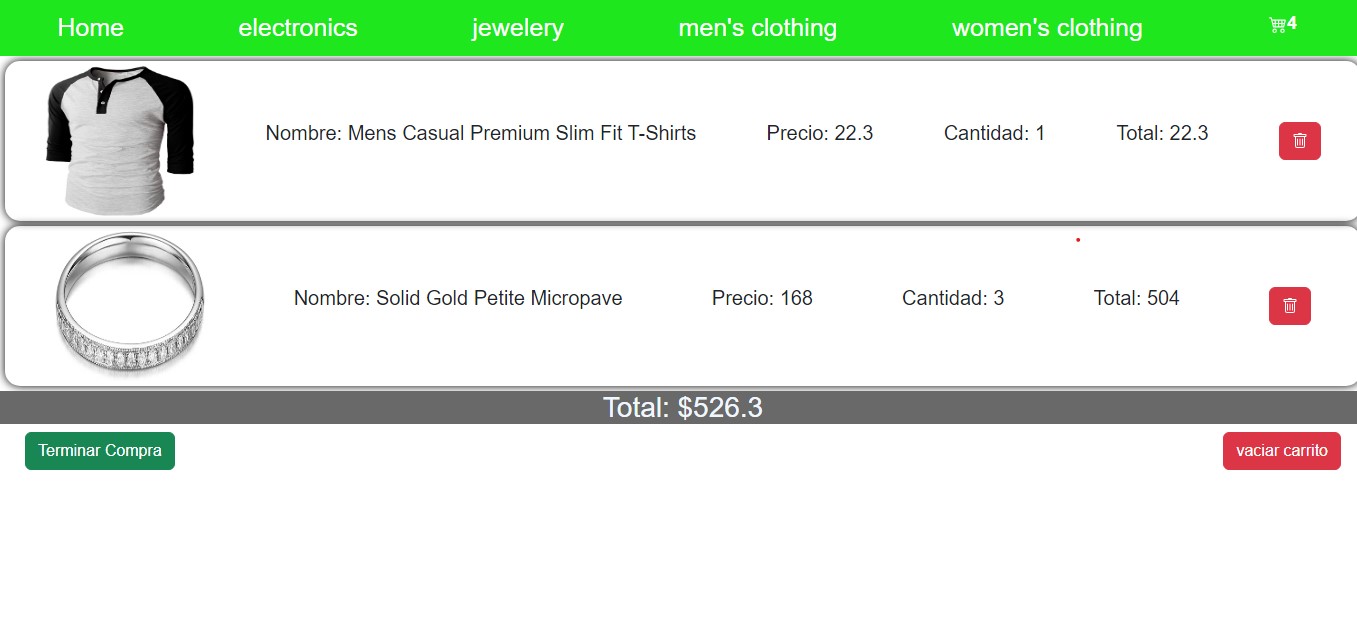 Home electronics jewelery men's clothing women's clothing 4
Nombre: Mens Casual Premium Slim Fit T-Shirts Precio: 22.3 Cantidad: 1 Total: 22.3
Nombre: Solid Gold Petite Micropave Precio: 168 Cantidad: 3 Total: 504
Total: $526.3
Terminar Compra vaciar carrito